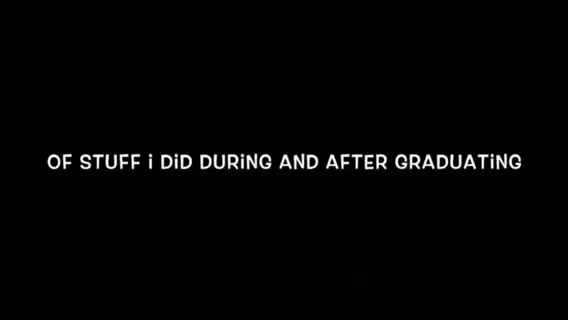 OF STUFF i DiD DURiNG AND AFTER GRADUATiNG